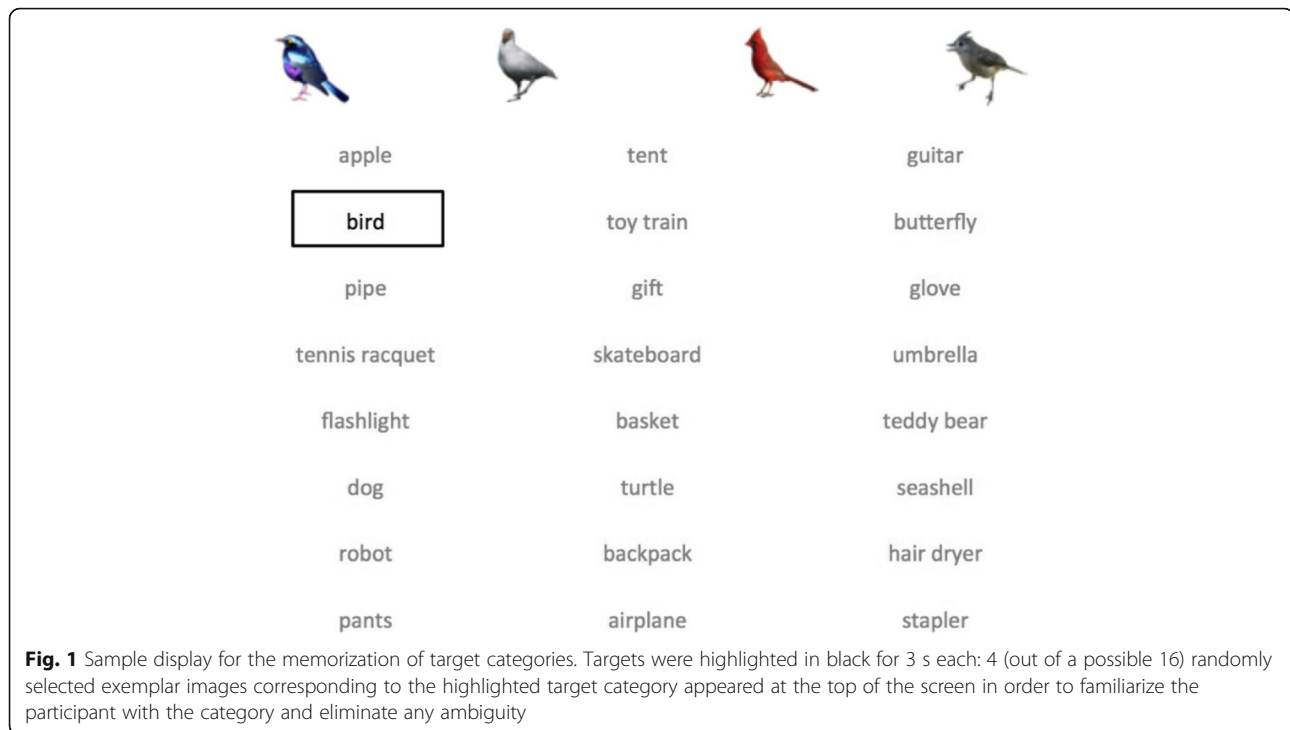 apple tent guitar
bird toy train butterfly
pipe gift glove
tennis racquet skateboard umbrella
flashlight basket teddy bear
dog turtle seashell
robot backpack hair dryer
pants airplane stapler
Fig. 1 Sample display for the memorization of target categories. Targets were highlighted in black for 3 s each: 4 (out of a possible 16) randomly
selected exemplar images corresponding to the highlighted target category appeared at the top of the screen in order to familiarize the
participant with the category and eliminate any ambiguity